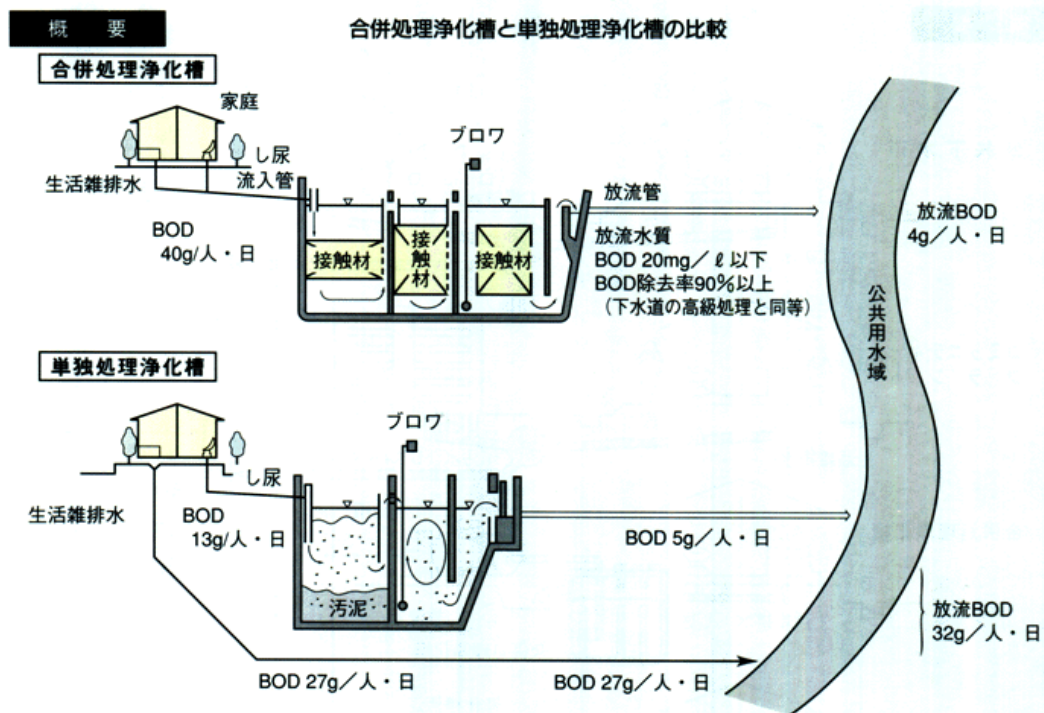 概要
合併処理浄化槽と単独処理浄化槽の比較
合併処理浄化槽
家庭
し尿
流入管
生活雑排水
BOD
40g/人・日
接触材
接触材
接触材
ブロワ
放流管
放流水質
BOD 20mg／ℓ 以下
BOD除去率90％以上
（下水道の高級処理と同等）
放流BOD
4g／人・日
公共用水域
単独処理浄化槽
し尿
生活雑排水
BOD
13g/人・日
ブロワ
汚泥
BOD 5g／人・日
放流BOD
32g／人・日
BOD 27g／人・日
BOD 27g／人・日